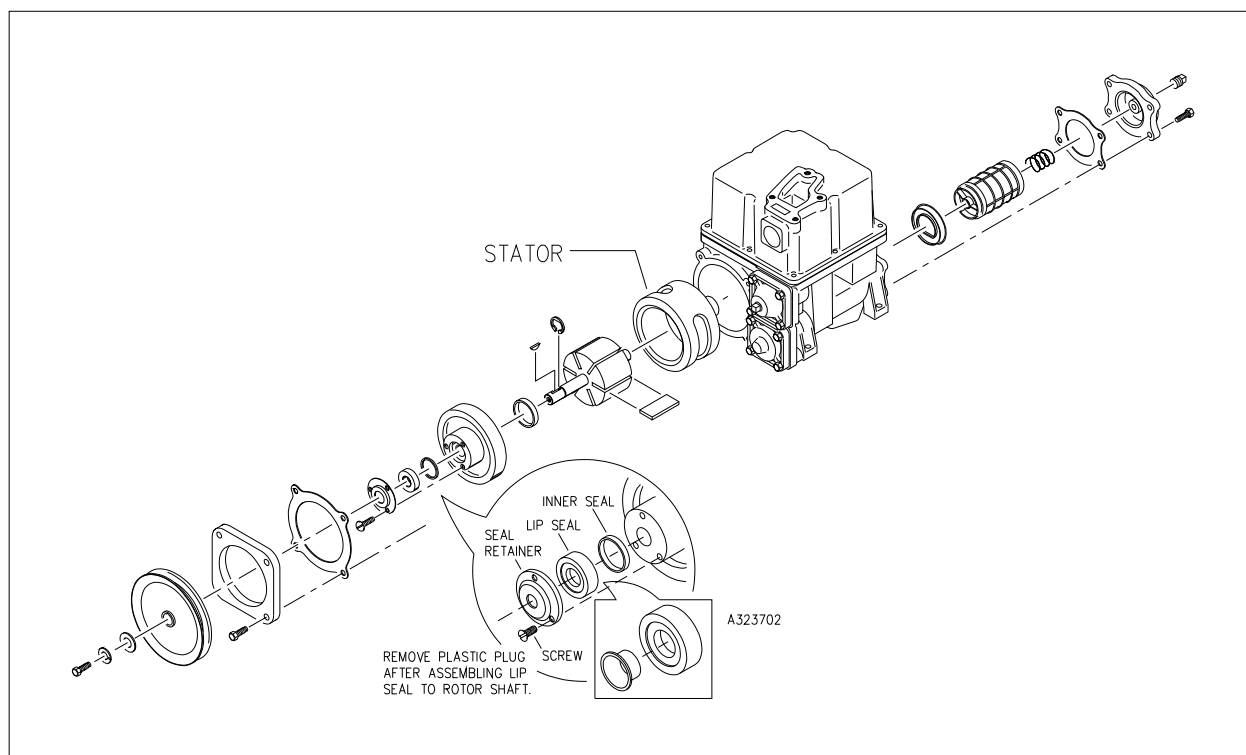 STATOR
INNER SEAL
LIP SEAL
SEAL
RETAINER
A323702
SCREW
REMOVE PLASTIC PLUG
AFTER ASSEMBLING LIP
SEAL TO ROTOR SHAFT.